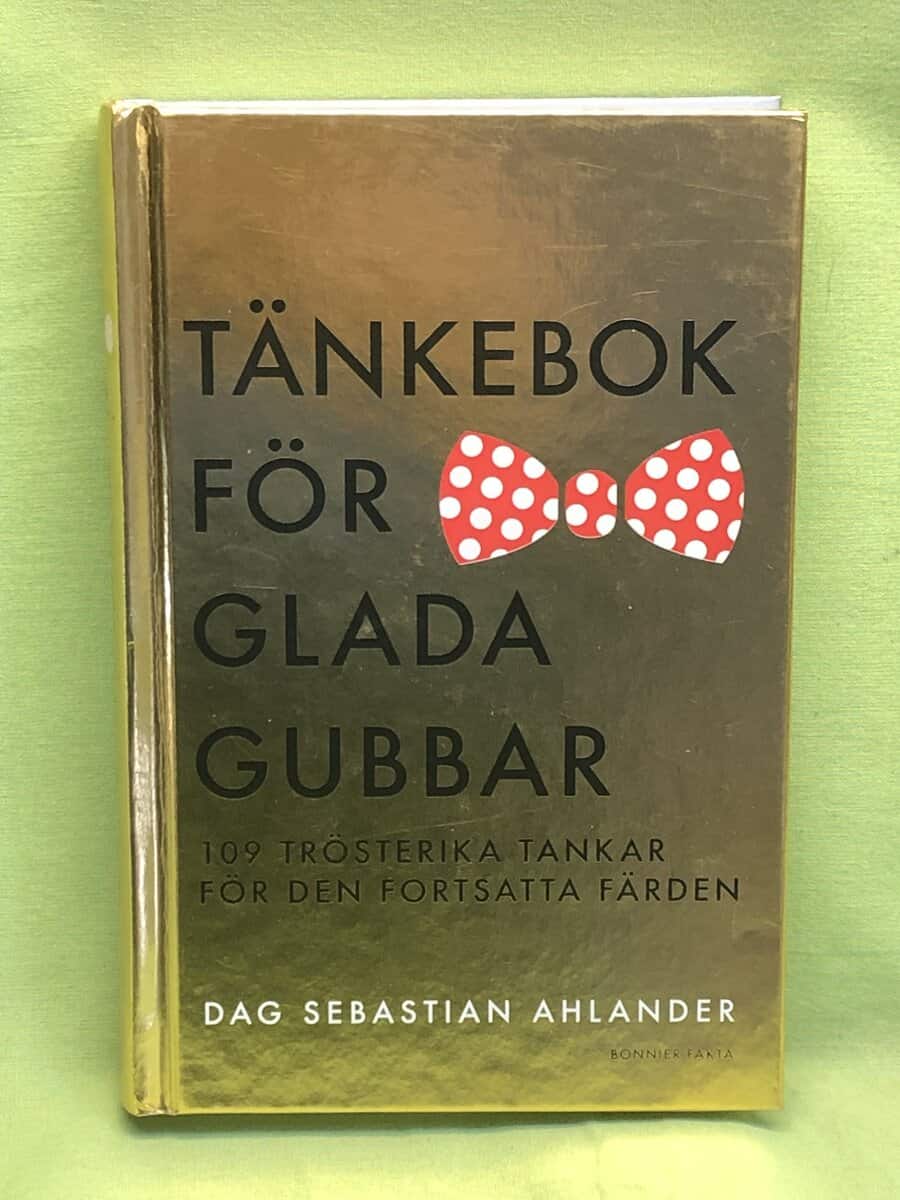 TÄNKEBOK
FÖR
GLADA
GUBBAR
109 TRÖSTERIKA TANKAR
FÖR DEN FORTSATTA FÄRDEN
DAG SEBASTIAN AHLANDER
BONNIER FAKTA